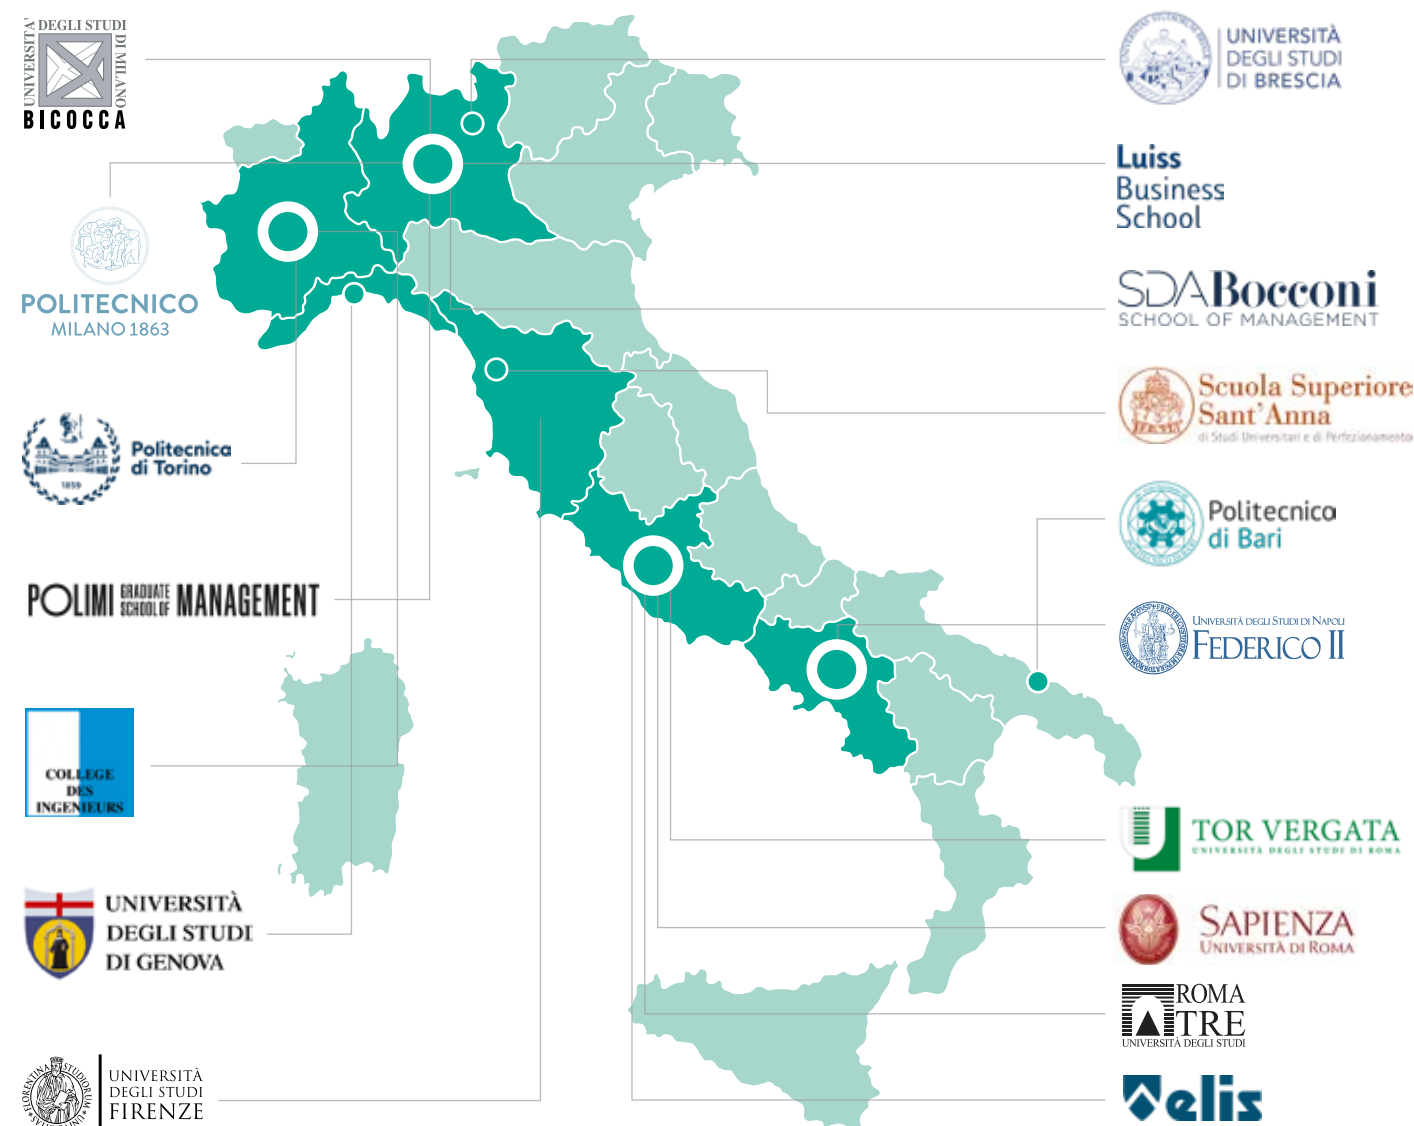 UNIVERSITA' DEGLI STUDI DI MILANO
BICOCCA
POLITECNICO
MILANO 1863
Politecnica
di Torino
1859
POLIMI GRADUATE SCHOOL OF MANAGEMENT
COLLEGE
DES
INGENIEURS
UNIVERSITÀ
DEGLI STUDI
DI GENOVA
UNIVERSITÀ
DEGLI STUDI
FIRENZE
UNIVERSITÀ
DEGLI STUDI
DI BRESCIA
Luiss
Business
School
SDA Bocconi
SCHOOL OF MANAGEMENT
Scuola Superiore
Sant'Anna
di Studi Universitari e di Perfezionamento
Politecnico
di Bari
UNIVERSITÀ DEGLI STUDI DI NAPOLI
FEDERICO II
TOR VERGATA
UNIVERSITÀ DEGLI STUDI DI ROMA
SAPIENZA
UNIVERSITÀ DI ROMA
ROMA
TRE
UNIVERSITÀ DEGLI STUDI
elis